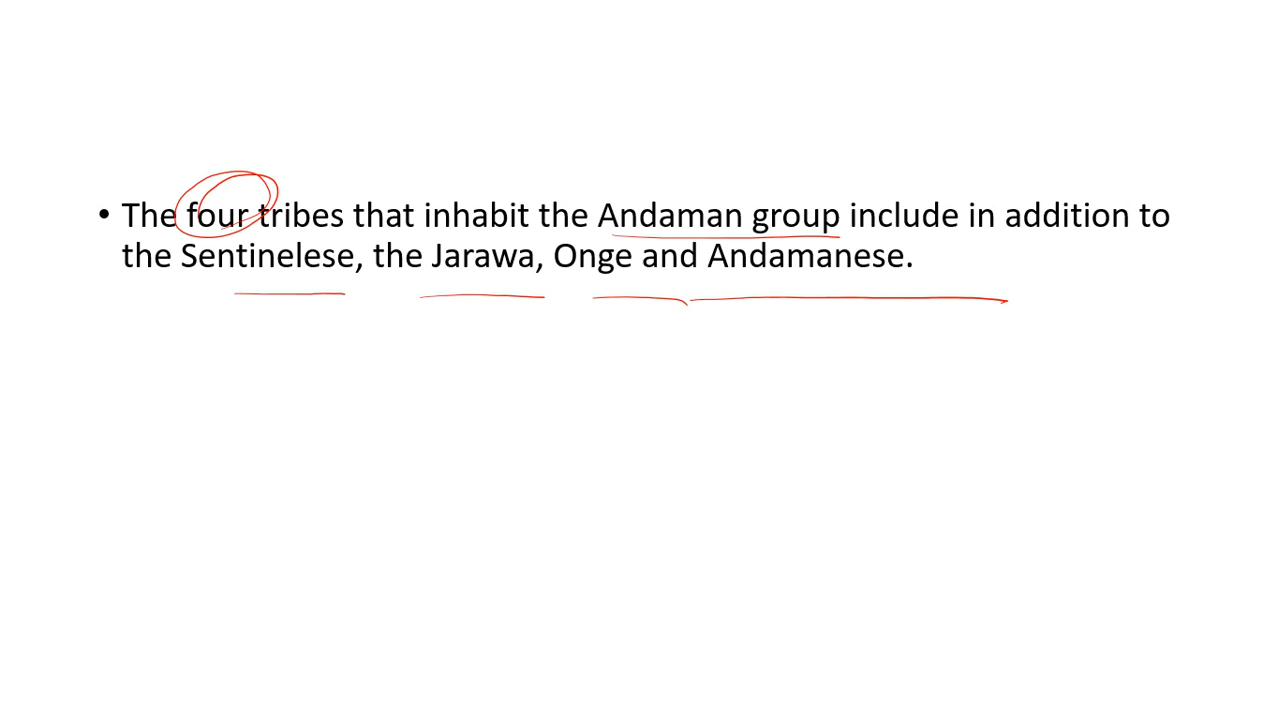 • The four tribes that inhabit the Andaman group include in addition to
the Sentinelese, the Jarawa, Onge and Andamanese.